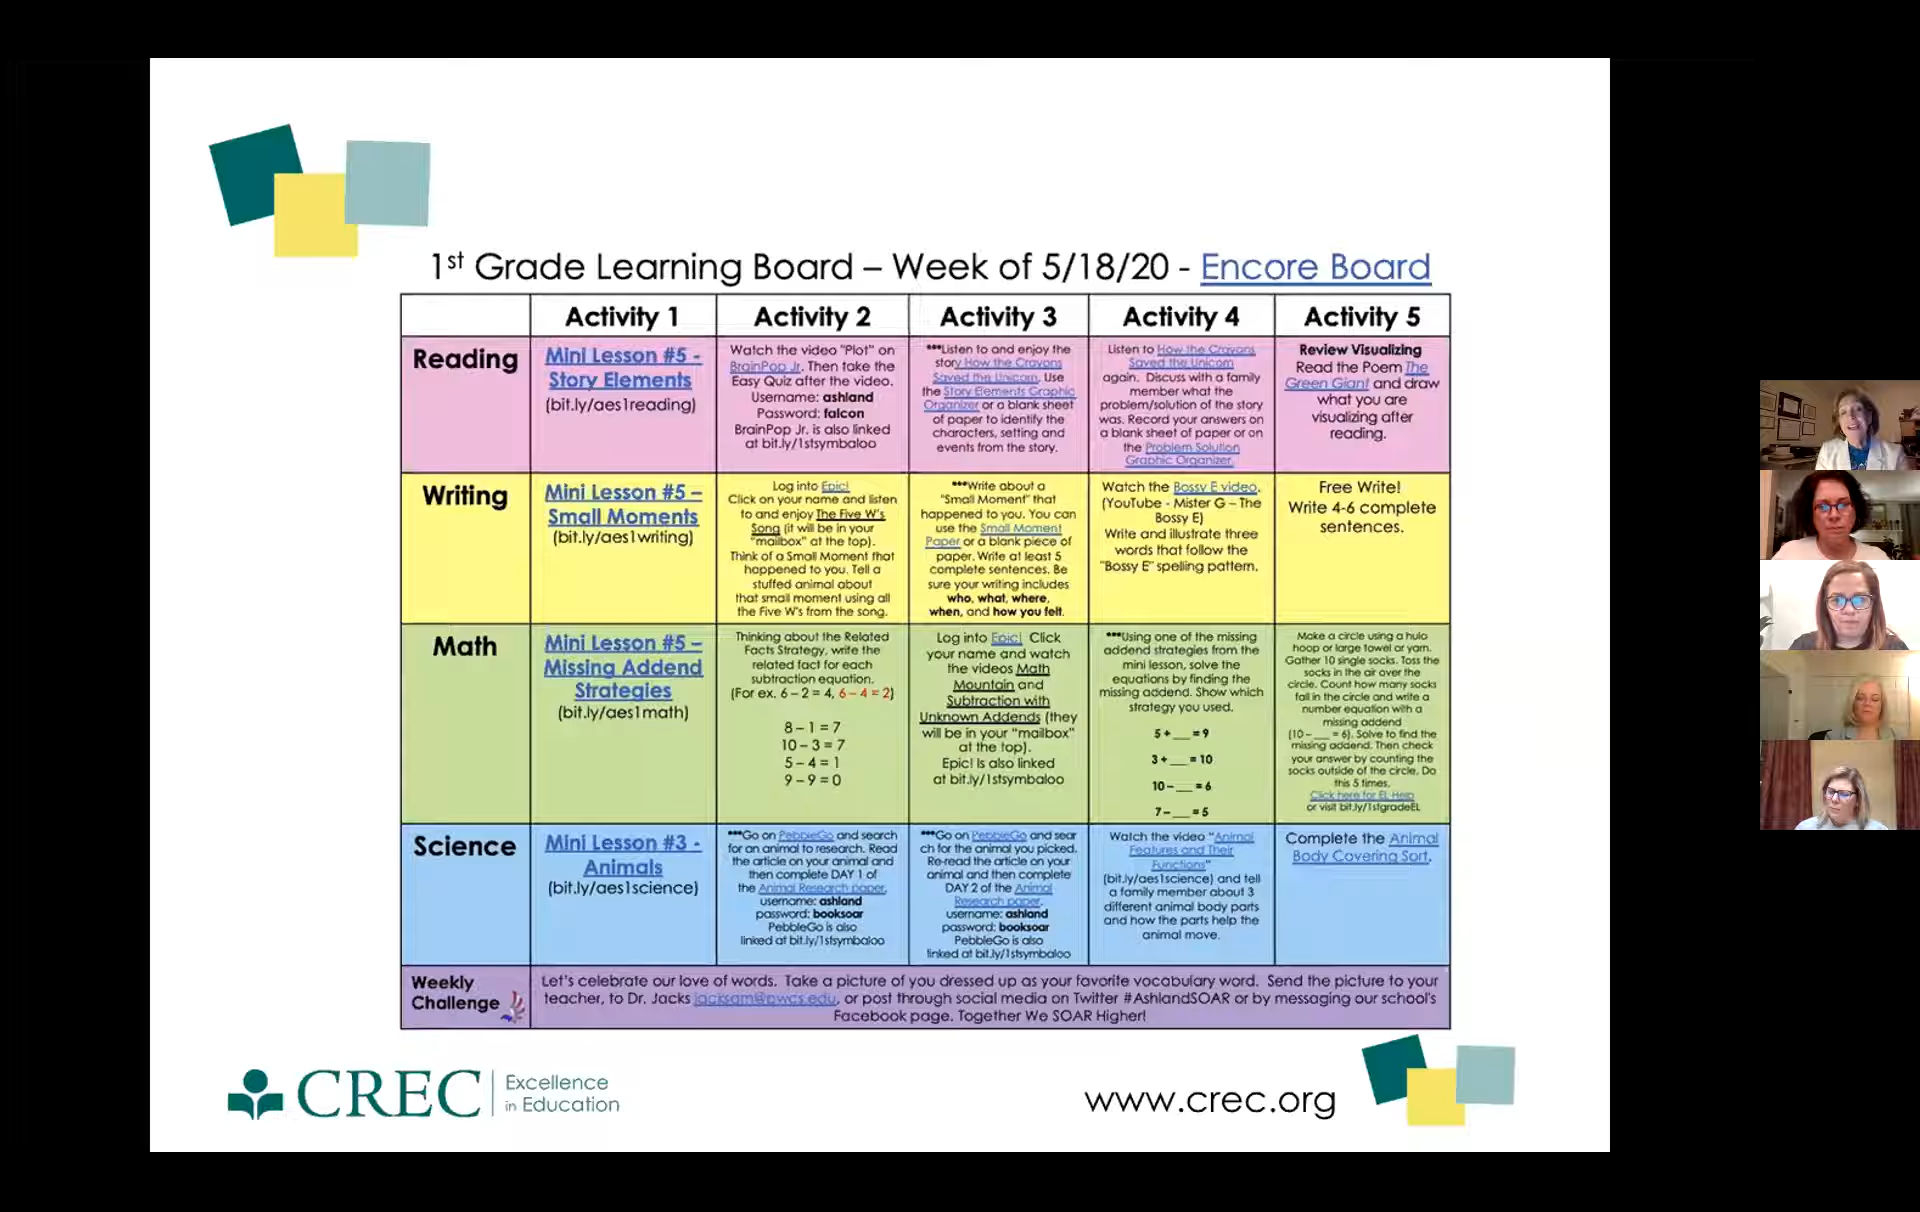 1st Grade Learning Board – Week of 5/18/20 - Encore Board
Activity 1
Activity 2
Activity 3
Activity 4
Activity 5
Reading
Mini Lesson #5 -
Story Elements
(bit.ly/aes1reading)
Watch the video "Plot" on
BrainPop Jr. Then take the
Easy Quiz after the video.
Username: ashland
Password: falcon
BrainPop Jr. is also linked
at bit.ly/1stsymbaloo
***Listen to and enjoy the
story How the Crayons
Saved the Unicorn. Use
the Story Elements Graphic
Organizer or a blank sheet
of paper to identify the
characters, setting and
events from the story.
Listen to How the Crayons
Saved the Unicorn
again. Discuss with a family
member what the
problem/solution of the story
was. Record your answers on
a blank sheet of paper or on
the Problem Solution
Graphic Organizer.
Review Visualizing
Read the Poem The
Green Giant and draw
what you are
visualizing after
reading.
Writing
Mini Lesson #5 –
Small Moments
(bit.ly/aes1writing)
Log into Epic!
Click on your name and listen
to and enjoy The Five W's
Song (it will be in your
"mailbox" at the top).
Think of a Small Moment that
happened to you. Tell a
stuffed animal about
that small moment using all
the Five W's from the song.
***Write about a
"Small Moment" that
happened to you. You can
use the Small Moment
Paper or a blank piece of
paper. Write at least 5
complete sentences. Be
sure your writing includes
who, what, where,
when, and how you felt.
Watch the Bossy E video.
(YouTube - Mister G – The
Bossy E)
Write and illustrate three
words that follow the
"Bossy E" spelling pattern.
Free Write!
Write 4-6 complete
sentences.
Math
Mini Lesson #5 –
Missing Addend
Strategies
(bit.ly/aes1math)
Thinking about the Related
Facts Strategy, write the
related fact for each
subtraction equation.
(For ex. 6 – 2 = 4, 6 – 4 = 2)
8 – 1 = 7
10 – 3 = 7
5 – 4 = 1
9 – 9 = 0
Log into Epic! Click
your name and watch
the videos Math
Mountain and
Subtraction with
Unknown Addends (they
will be in your "mailbox"
at the top).
Epic! Is also linked
at bit.ly/1stsymbaloo
***Using one of the missing
addend strategies from the
mini lesson, solve the
equations by finding the
missing addend. Show which
strategy you used.
5 + ___ = 9
3 + ___ = 10
10 – ___ = 6
7 – ___ = 5
Make a circle using a hula
hoop or large towel or yarn.
Gather 10 single socks. Toss the
socks in the air over the
circle. Count how many socks
fall in the circle and write a
number equation with a
missing addend
(10 – ___ = 6). Solve to find the
missing addend. Then check
your answer by counting the
socks outside of the circle. Do
this 5 times.
Click here for EL Help
or visit bit.ly/1stgradeEL
Science
Mini Lesson #3 -
Animals
(bit.ly/aes1science)
***Go on PebbleGo and search
for an animal to research. Read
the article on your animal and
then complete DAY 1 of
the Animal Research paper.
username: ashland
password: booksoar
PebbleGo is also
linked at bit.ly/1stsymbaloo
***Go on PebbleGo and sear
ch for the animal you picked.
Re-read the article on your
animal and then complete
DAY 2 of the Animal
Research paper.
username: ashland
password: booksoar
PebbleGo is also
linked at bit.ly/1stsymbaloo
Watch the video "Animal
Features and Their
Functions"
(bit.ly/aes1science) and tell
a family member about 3
different animal body parts
and how the parts help the
animal move.
Complete the Animal
Body Covering Sort.
Weekly
Challenge
Let's celebrate our love of words. Take a picture of you dressed up as your favorite vocabulary word. Send the picture to your
teacher, to Dr. Jacks jacksam@pwcs.edu, or post through social media on Twitter #AshlandSOAR or by messaging our school's
Facebook page. Together We SOAR Higher!
CREC
Excellence
in Education
www.crec.org